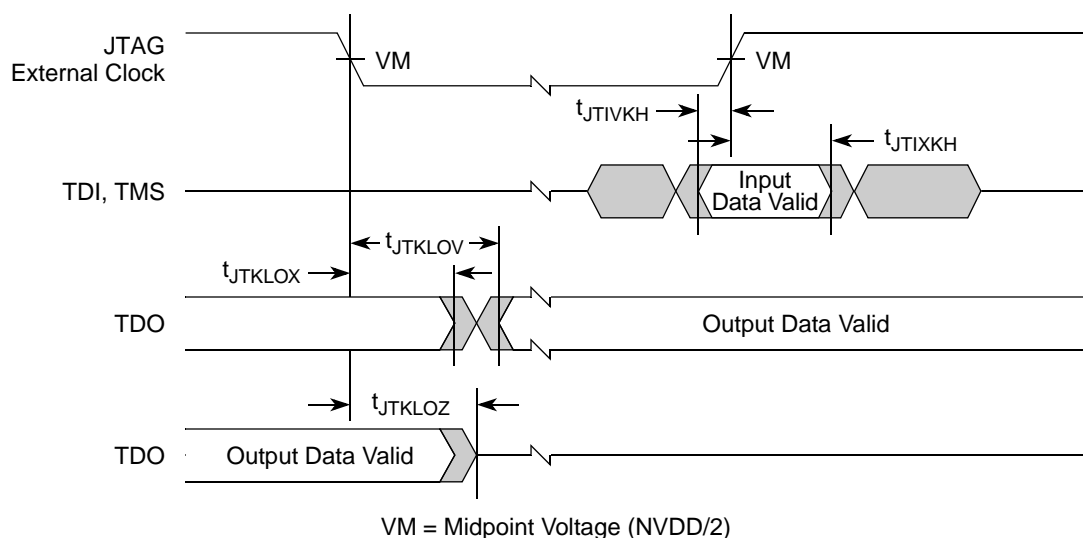 JTAG
External Clock
VM
VM
tJTIVKH
tJTIXKH
TDI, TMS
Input
Data Valid
tJTKLOV
tJTKLOX
TDO
Output Data Valid
tJTKLOZ
TDO
Output Data Valid
VM = Midpoint Voltage (NVDD/2)